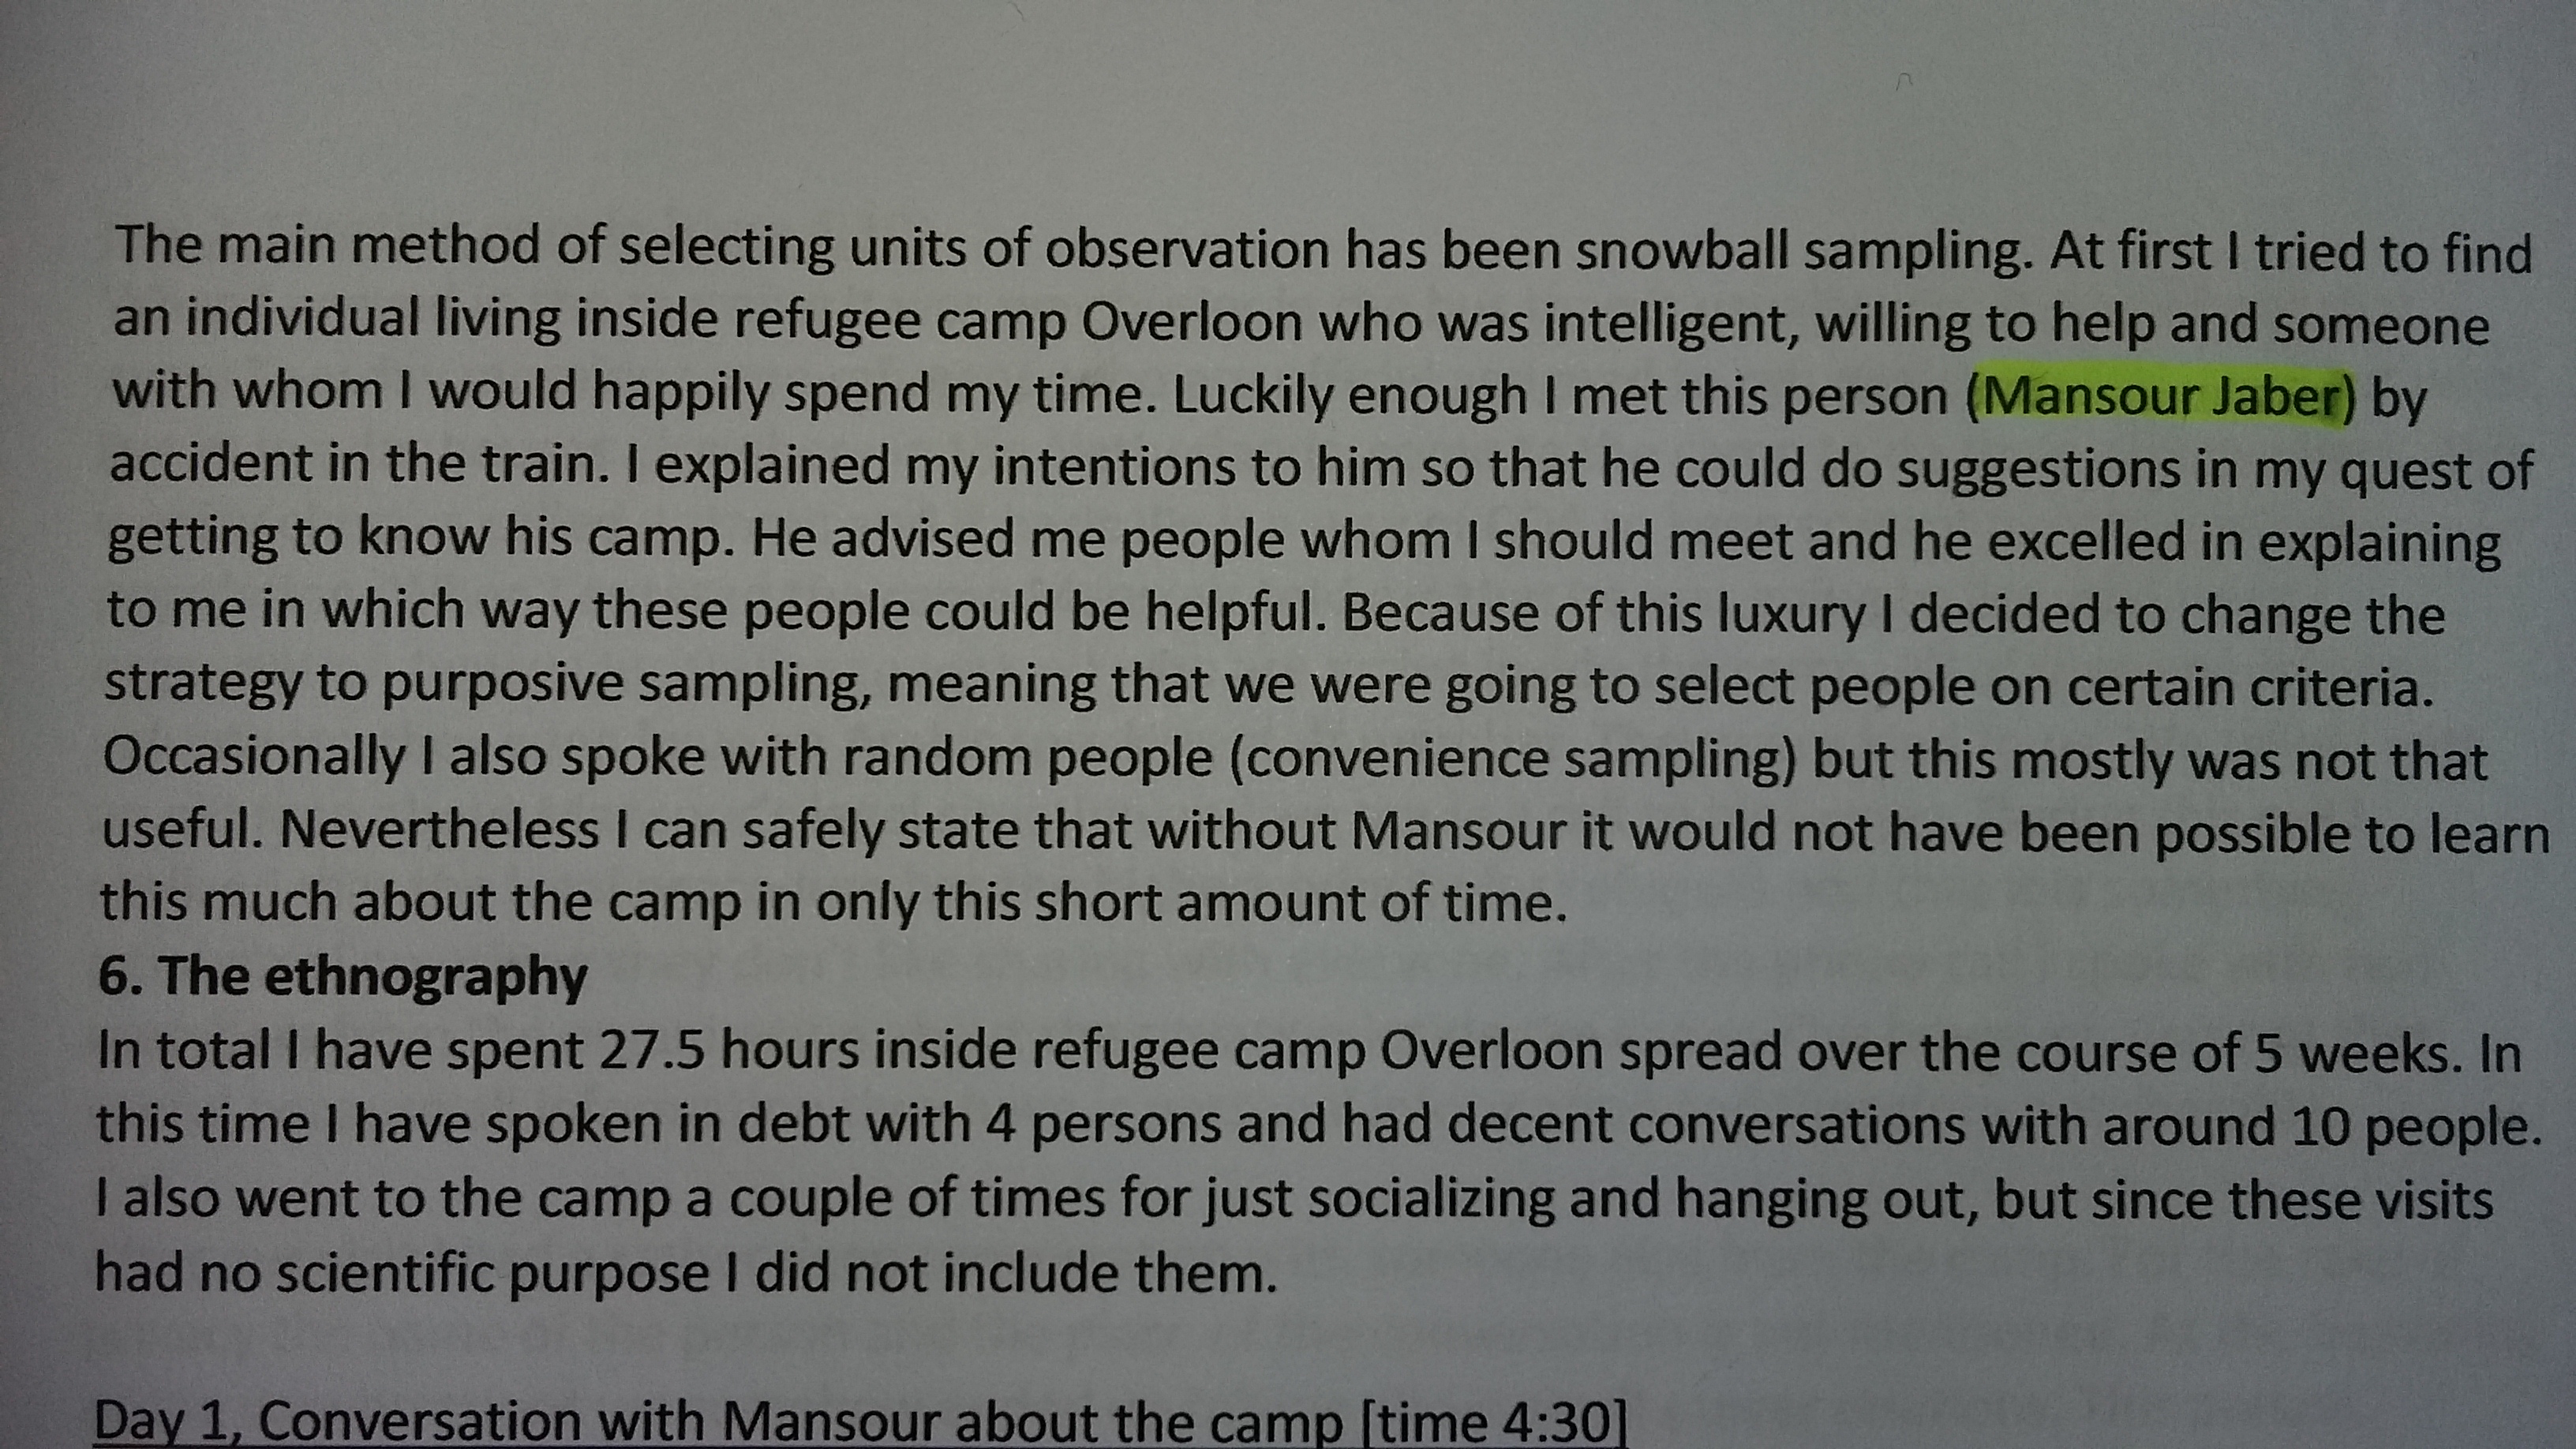 The main method of selecting units of observation has been snowball sampling. At first I tried to find
an individual living inside refugee camp Overloon who was intelligent, willing to help and someone
with whom I would happily spend my time. Luckily enough I met this person (Mansour Jaber) by
accident in the train. I explained my intentions to him so that he could do suggestions in my quest of
getting to know his camp. He advised me people whom I should meet and he excelled in explaining
to me in which way these people could be helpful. Because of this luxury I decided to change the
strategy to purposive sampling, meaning that we were going to select people on certain criteria.
Occasionally I also spoke with random people (convenience sampling) but this mostly was not that
useful. Nevertheless I can safely state that without Mansour it would not have been possible to learn
this much about the camp in only this short amount of time.
6. The ethnography
In total I have spent 27.5 hours inside refugee camp Overloon spread over the course of 5 weeks. In
this time I have spoken in debt with 4 persons and had decent conversations with around 10 people.
I also went to the camp a couple of times for just socializing and hanging out, but since these visits
had no scientific purpose I did not include them.
Day 1, Conversation with Mansour about the camp [time 4:30]